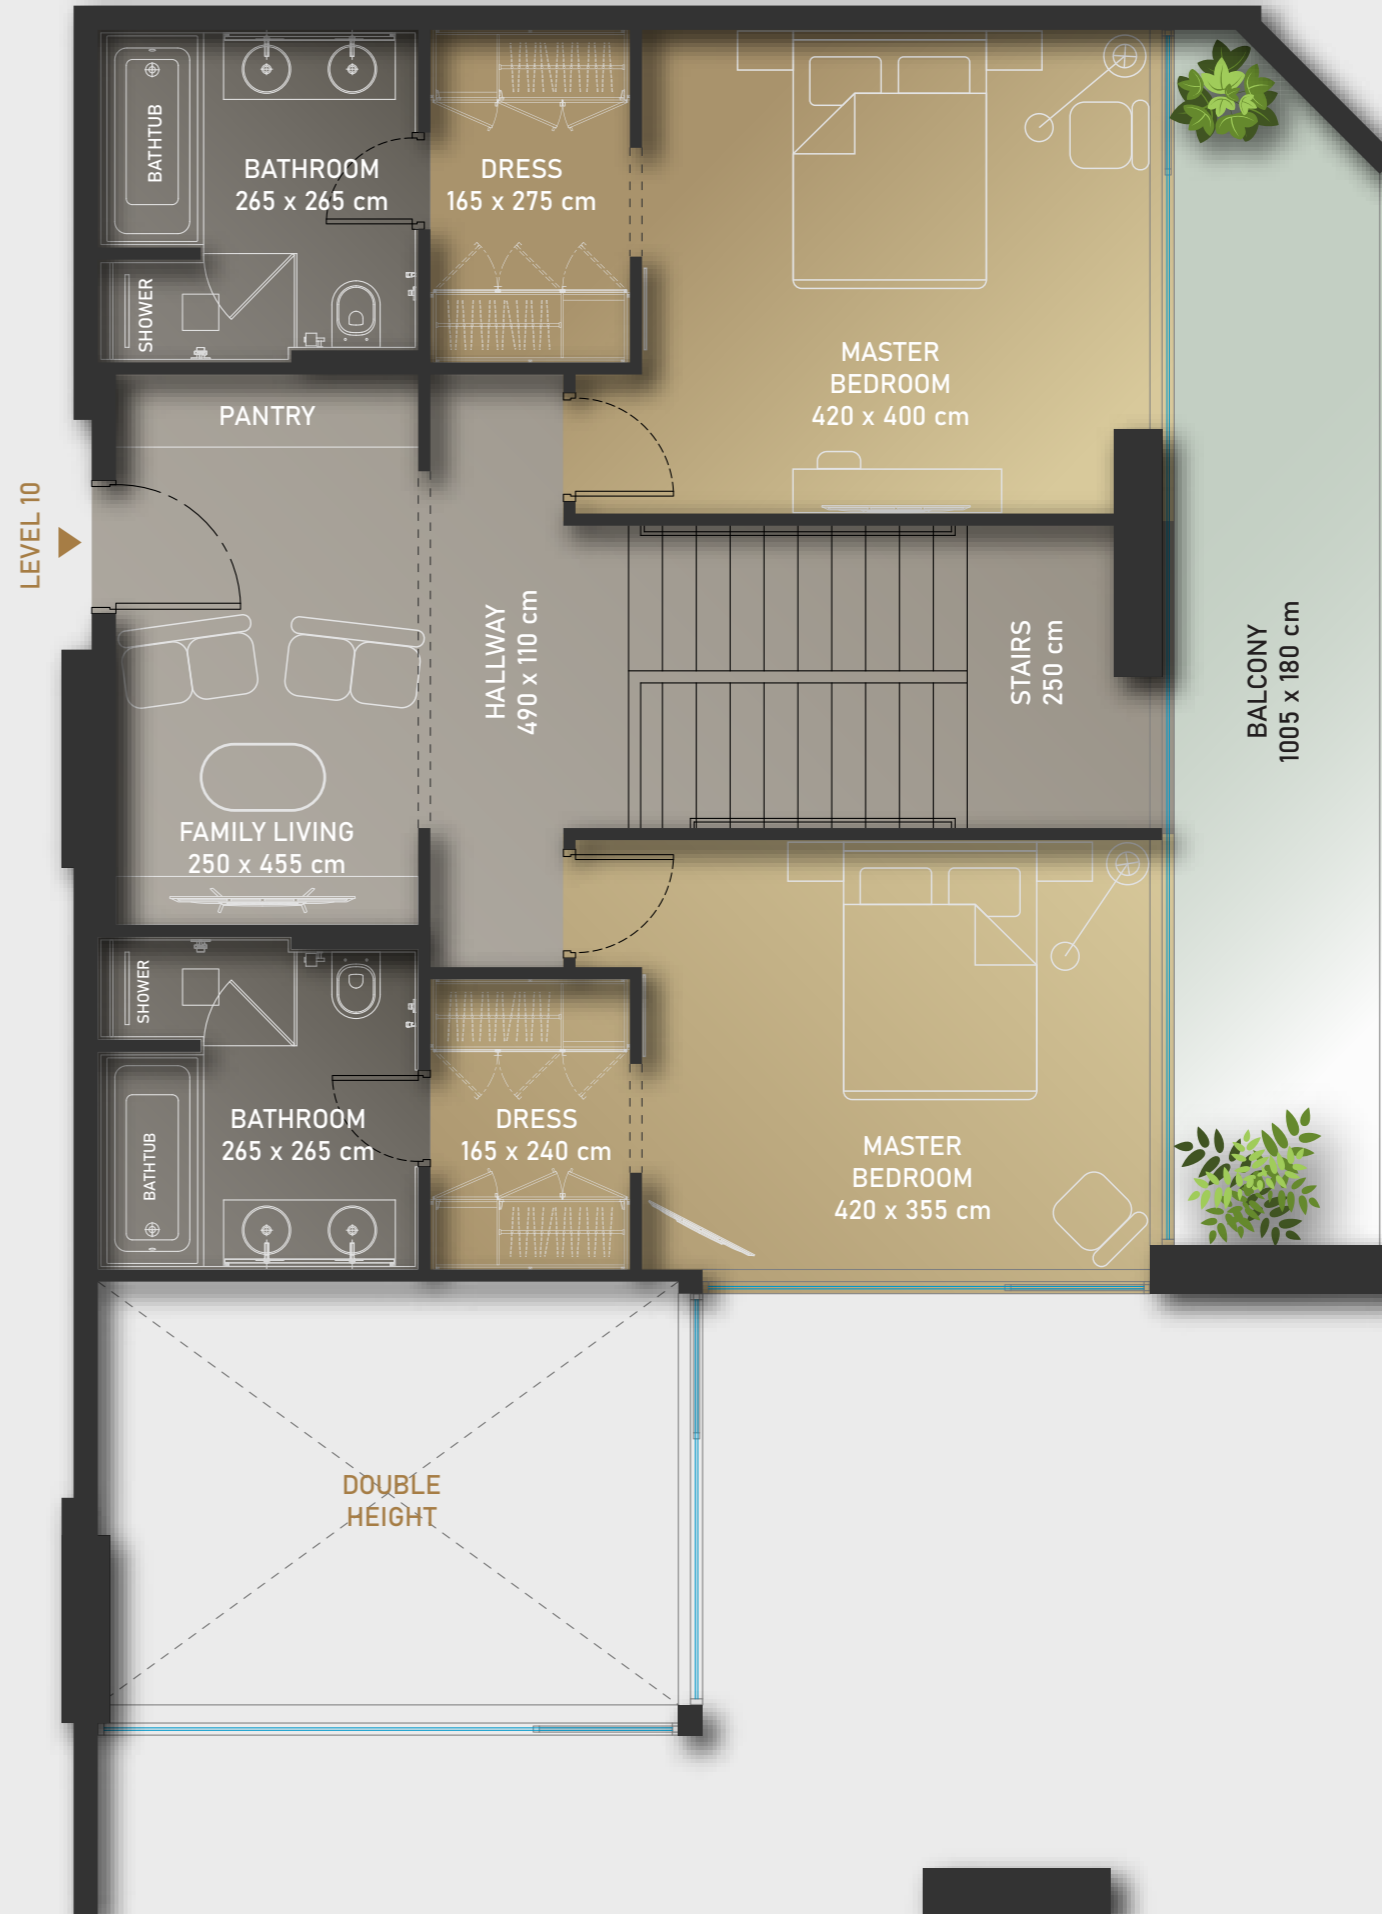 BATHTUB
BATHROOM
265 x 265 cm
DRESS
165 x 275 cm
SHOWER
MASTER
BEDROOM
420 x 400 cm
PANTRY
LEVEL 10
HALLWAY
490 x 110 cm
STAIRS
250 cm
BALCONY
1005 x 180 cm
FAMILY LIVING
250 x 455 cm
SHOWER
BATHTUB
BATHROOM
265 x 265 cm
DRESS
165 x 240 cm
MASTER
BEDROOM
420 x 355 cm
DOUBLE
HEIGHT